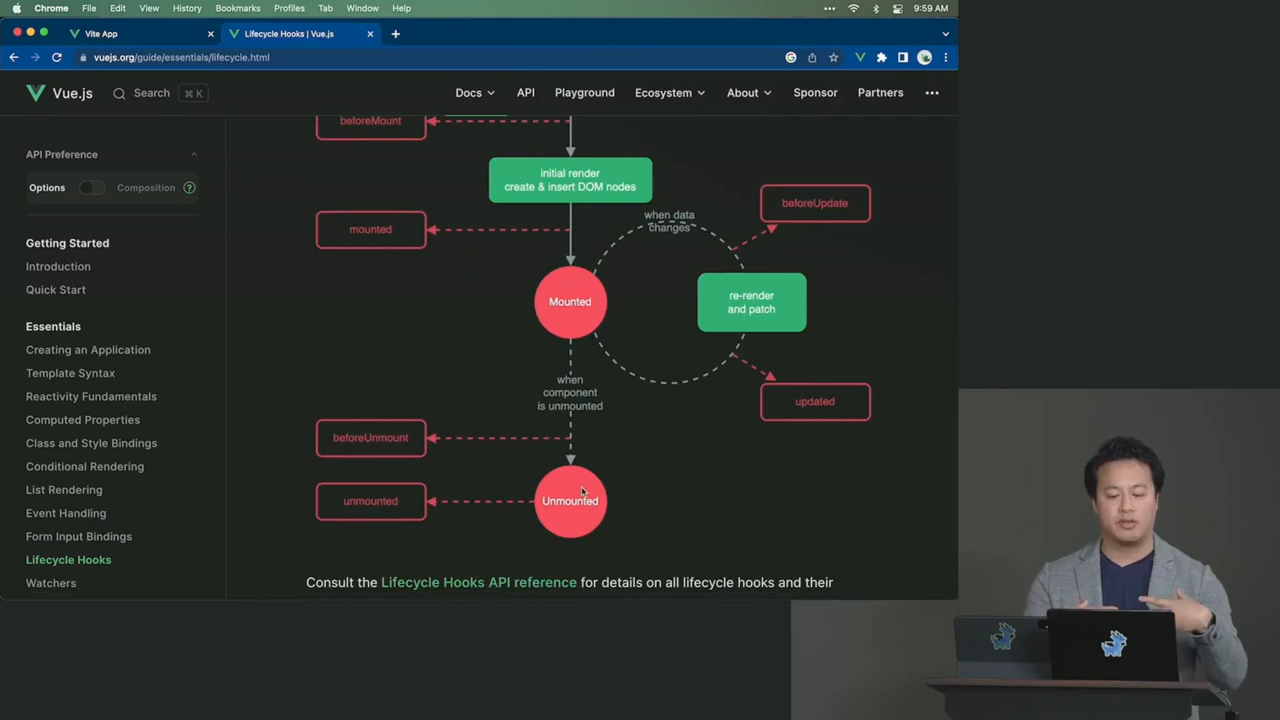 Chrome File Edit View History Bookmarks Profiles Tab Window Help 9:59 AM
Vite App
Lifecycle Hooks | Vue.js
vuejs.org/guide/essentials/lifecycle.html
Vue.js Search ⌘ K Docs API Playground Ecosystem About Sponsor Partners
API Preference
Options Composition ?
Getting Started
Introduction
Quick Start
Essentials
Creating an Application
Template Syntax
Reactivity Fundamentals
Computed Properties
Class and Style Bindings
Conditional Rendering
List Rendering
Event Handling
Form Input Bindings
Lifecycle Hooks
Watchers
beforeMount
initial render
create & insert DOM nodes
mounted
when data
changes
beforeUpdate
Mounted
re-render
and patch
when
component
is unmounted
updated
beforeUnmount
unmounted
Unmounted
Consult the Lifecycle Hooks API reference for details on all lifecycle hooks and their